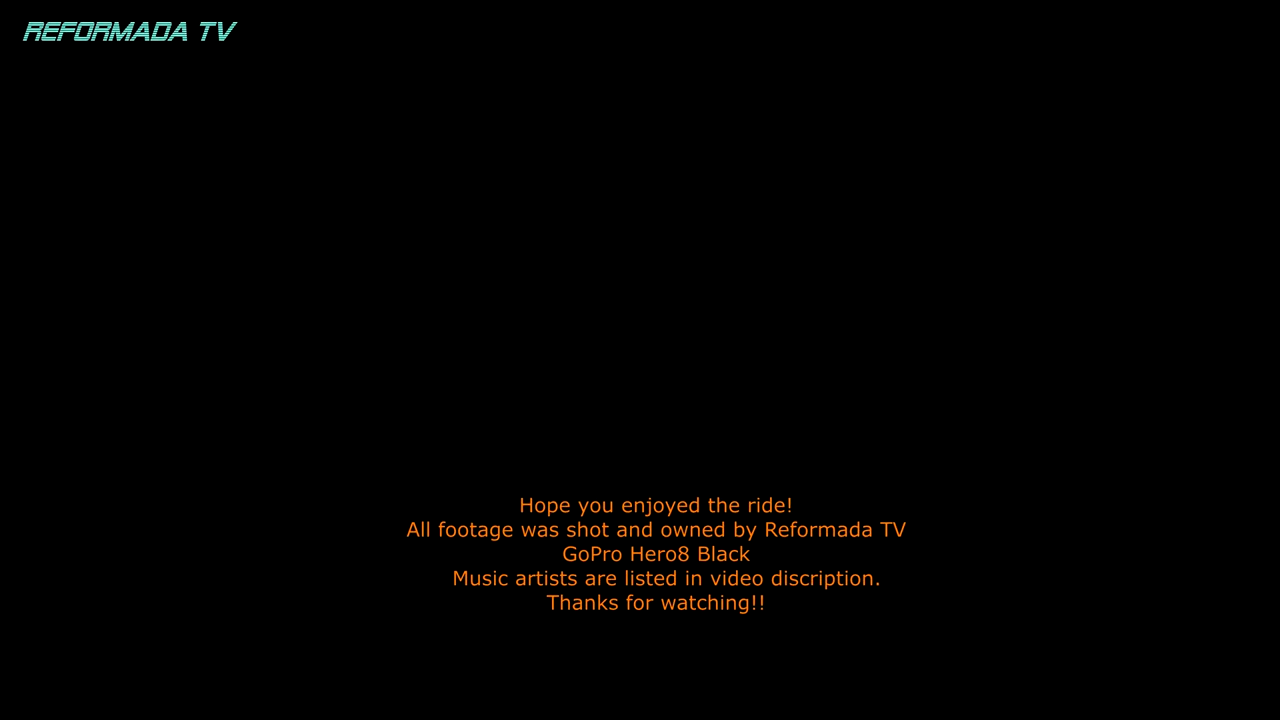 REFORMADA TV
Hope you enjoyed the ride!
All footage was shot and owned by Reformada TV
GoPro Hero8 Black
Music artists are listed in video discription.
Thanks for watching!!